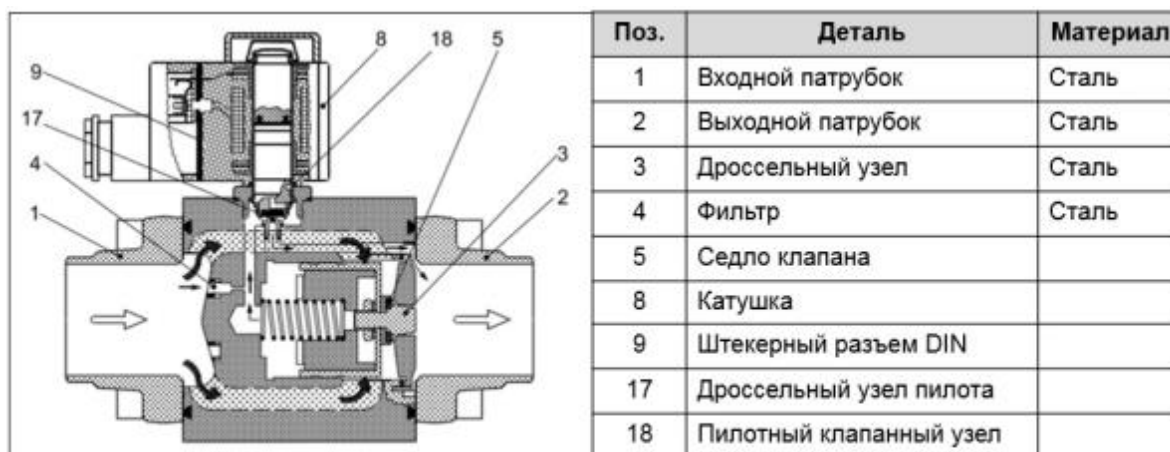 5 8 18
9
17
4
1
3
2
Поз. Деталь Материал
1 Входной патрубок Сталь
2 Выходной патрубок Сталь
3 Дроссельный узел Сталь
4 Фильтр Сталь
5 Седло клапана
8 Катушка
9 Штекерный разъем DIN
17 Дроссельный узел пилота
18 Пилотный клапанный узел